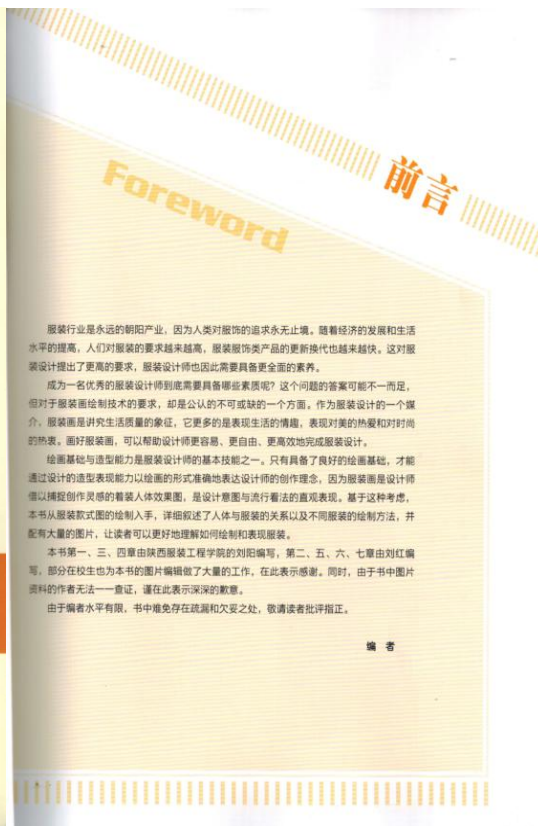 前言
Foreword
服装行业是永远的朝阳产业，因为人类对服饰的追求永无止境。随着经济的发展和生活
水平的提高，人们对服装的要求越来越高，服装服饰类产品的更新换代也越来越快。这对服
装设计提出了更高的要求，服装设计师也因此需要具备更全面的素养。
成为一名优秀的服装设计师到底需要具备哪些素质呢？这个问题的答案可能不一而足，
但对于服装画绘制技术的要求，却是公认的不可或缺的一个方面。作为服装设计的一个媒
介，服装画是讲究生活质量的象征，它更多的是表现生活的情趣，表现对美的热爱和对时尚
的热衷。画好服装画，可以帮助设计师更容易、更自由、更高效地完成服装设计。
绘画基础与造型能力是服装设计师的基本技能之一。只有具备了良好的绘画基础，才能
通过设计的造型表现能力以绘画的形式准确地表达设计师的创作理念，因为服装画是设计师
借以捕捉创作灵感的着装人体效果图，是设计意图与流行看法的直观表现。基于这种考虑，
本书从服装款式图的绘制入手，详细叙述了人体与服装的关系以及不同服装的绘制方法，并
配有大量的图片，让读者可以更好地理解如何绘制和表现服装。
本书第一、三、四章由陕西服装工程学院的刘阳编写，第二、五、六、七章由刘红编
写，部分在校生也为本书的图片编辑做了大量的工作，在此表示感谢。同时，由于书中图片
资料的作者无法一一查证，谨在此表示深深的歉意。
由于编者水平有限，书中难免存在疏漏和欠妥之处，敬请读者批评指正。
编 者